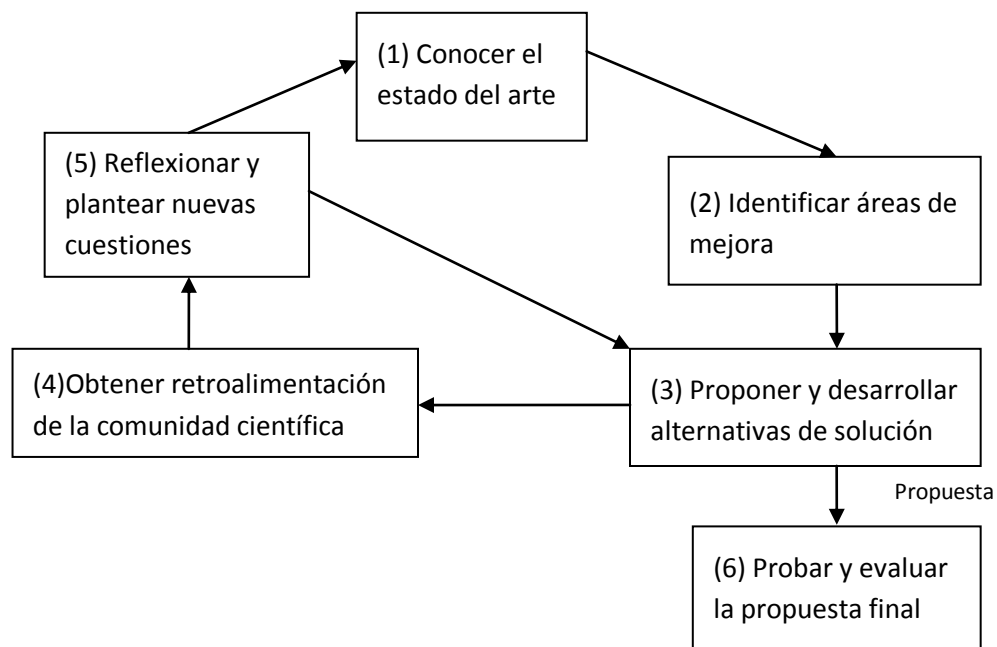 (1) Conocer el
estado del arte
(2) Identificar áreas de
mejora
(3) Proponer y desarrollar
alternativas de solución
(4)Obtener retroalimentación
de la comunidad científica
(5) Reflexionar y
plantear nuevas
cuestiones
Propuesta
(6) Probar y evaluar
la propuesta final